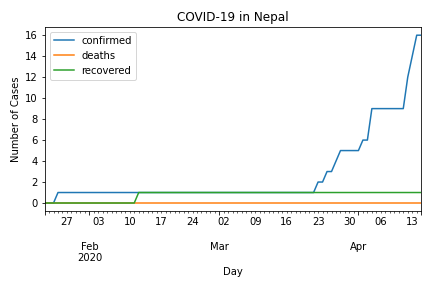 COVID-19 in Nepal
confirmed
deaths
recovered
Number of Cases
16
14
12
10
8
6
4
2
0
27 03 10 17 24 02 09 16 23 30 06 13
Feb Mar Apr
2020
Day